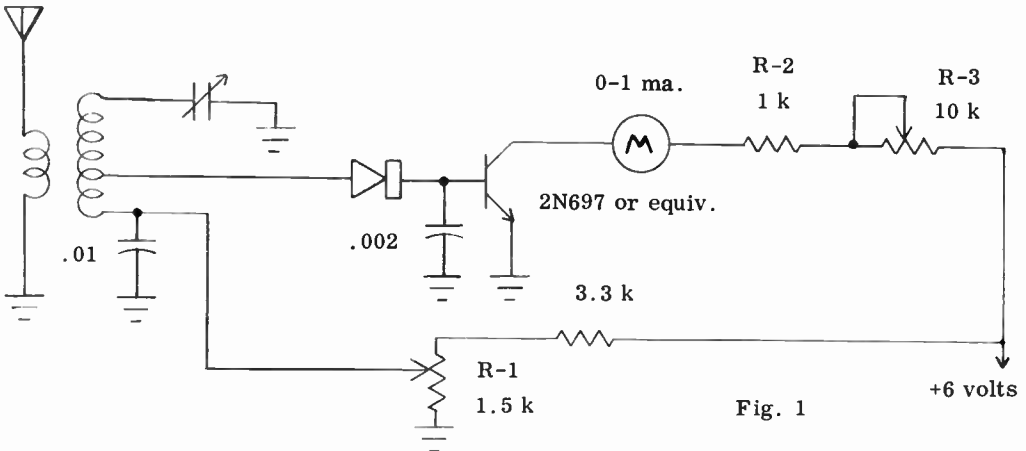 0-1 ma.
R-2
1 k
R-3
10 k
M
2N697 or equiv.
.01
.002
3.3 k
R-1
1.5 k
+6 volts
Fig. 1